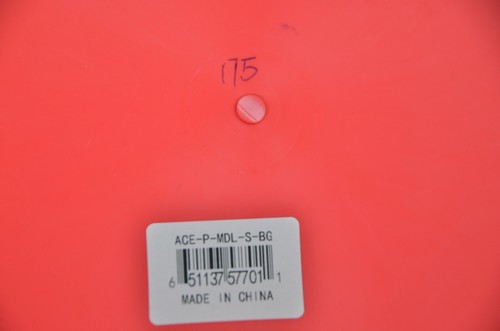 175
ACE-P-MDL-S-BG
6 51137 57701 1
MADE IN CHINA